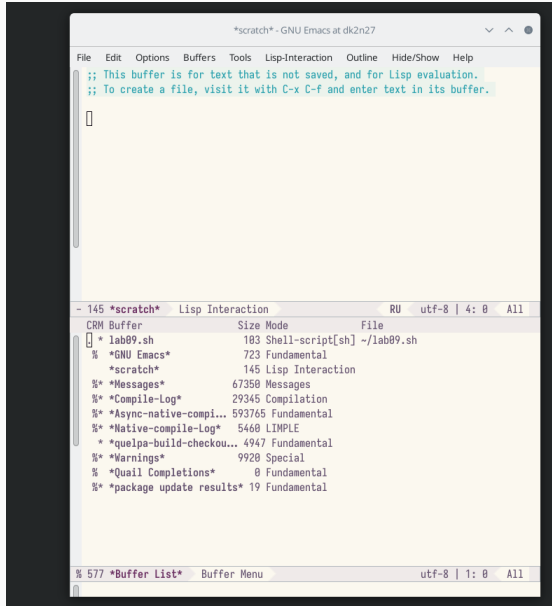 *scratch* - GNU Emacs at dk2n27
File Edit Options Buffers Tools Lisp-Interaction Outline Hide/Show Help
;; This buffer is for text that is not saved, and for Lisp evaluation.
;; To create a file, visit it with C-x C-f and enter text in its buffer.
- 145 *scratch* Lisp Interaction RU utf-8 | 4: 0 All
CRM Buffer Size Mode File
. * lab09.sh 103 Shell-script[sh] ~/lab09.sh
% *GNU Emacs* 723 Fundamental
*scratch* 145 Lisp Interaction
%* *Messages* 67350 Messages
%* *Compile-Log* 29345 Compilation
%* *Async-native-compi... 593765 Fundamental
%* *Native-compile-Log* 5460 LIMPLE
* *quelpa-build-checkou... 4947 Fundamental
%* *Warnings* 9920 Special
% *Quail Completions* 0 Fundamental
%* *package update results* 19 Fundamental
% 577 *Buffer List* Buffer Menu utf-8 | 1: 0 All